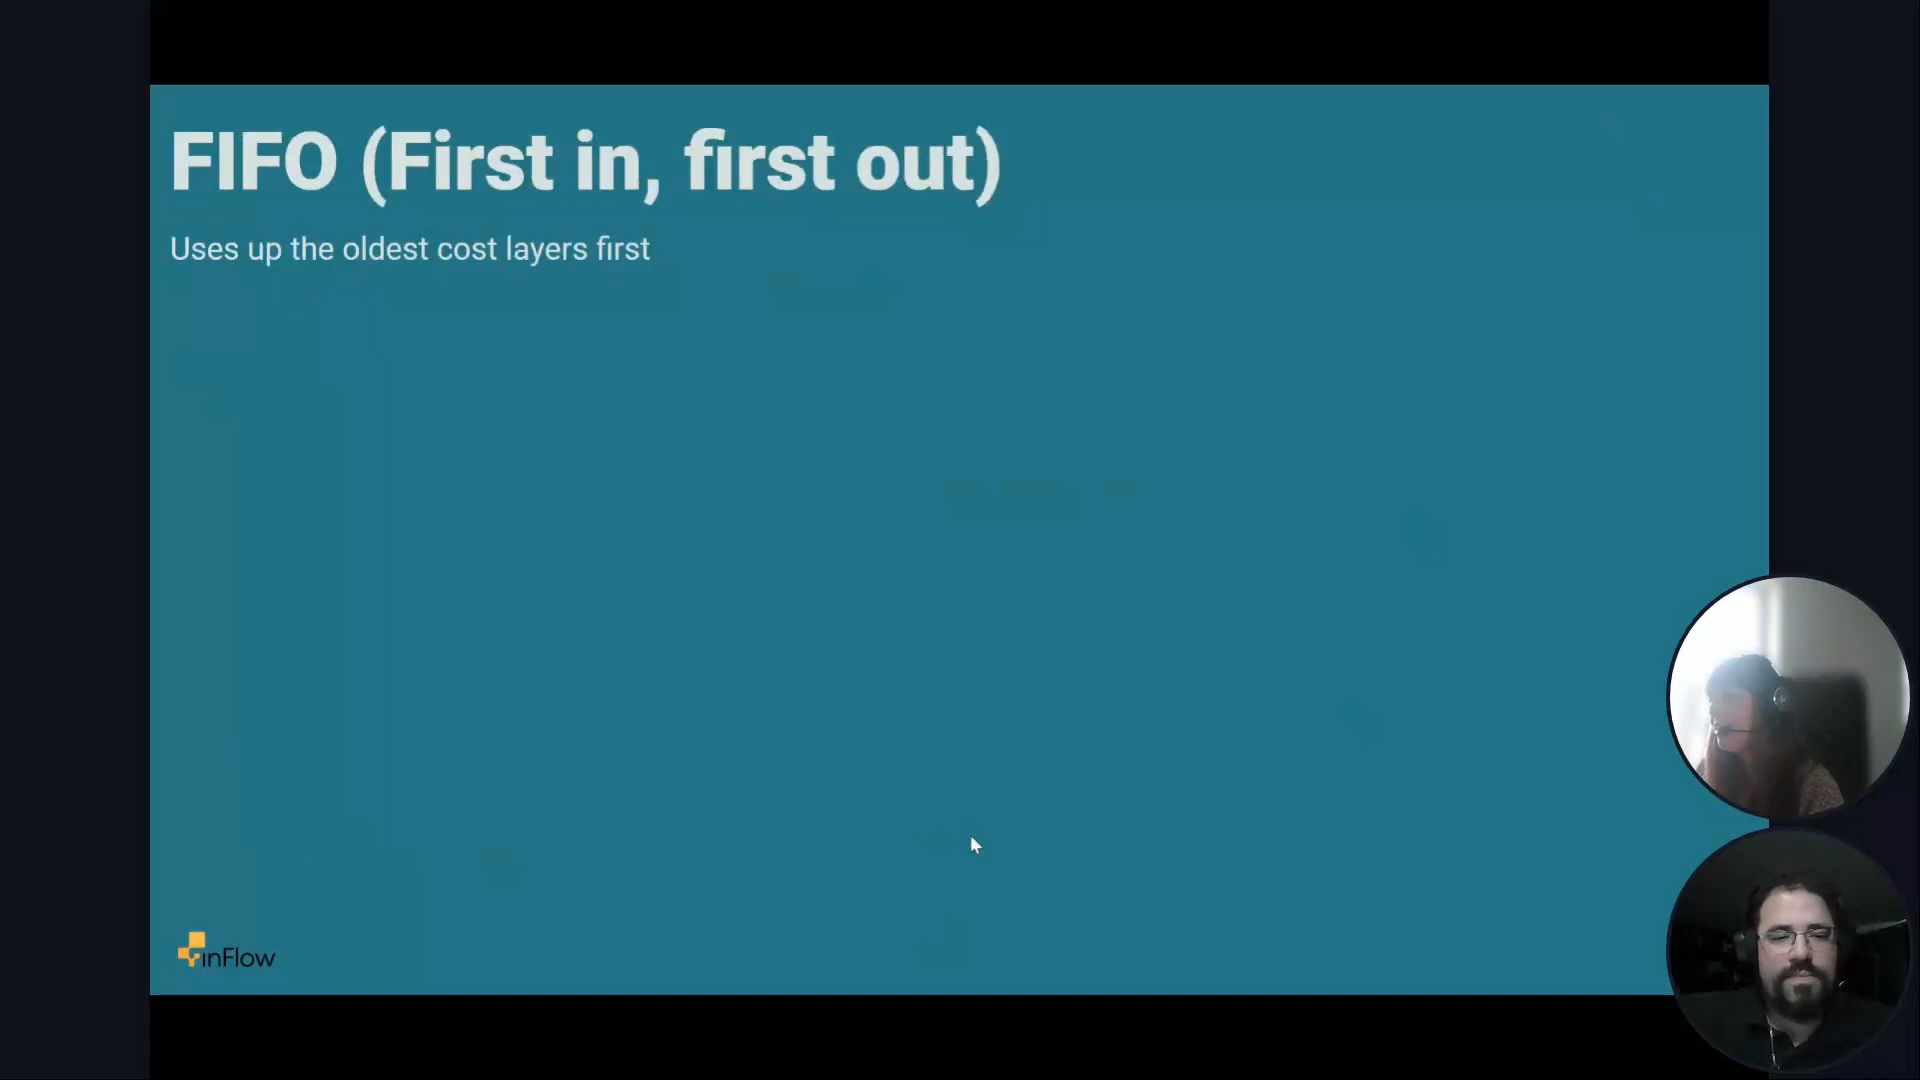 FIFO (First in, first out)
Uses up the oldest cost layers first
inFlow